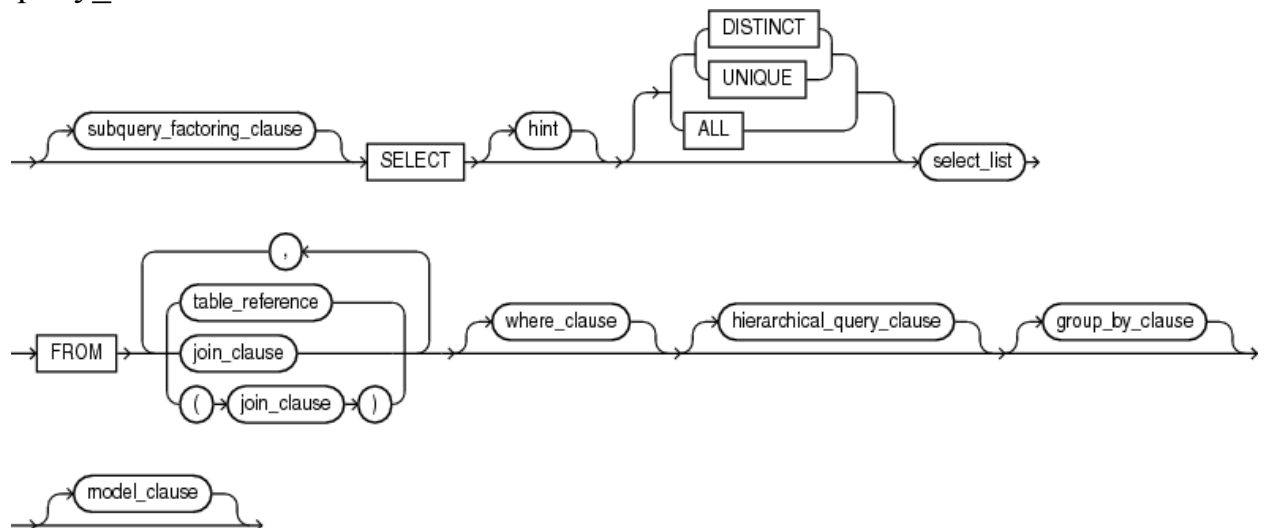 DISTINCT
UNIQUE
subquery_factoring_clause hint ALL
SELECT select_list
,
table_reference
where_clause hierarchical_query_clause group_by_clause
FROM join_clause
( join_clause )
model_clause